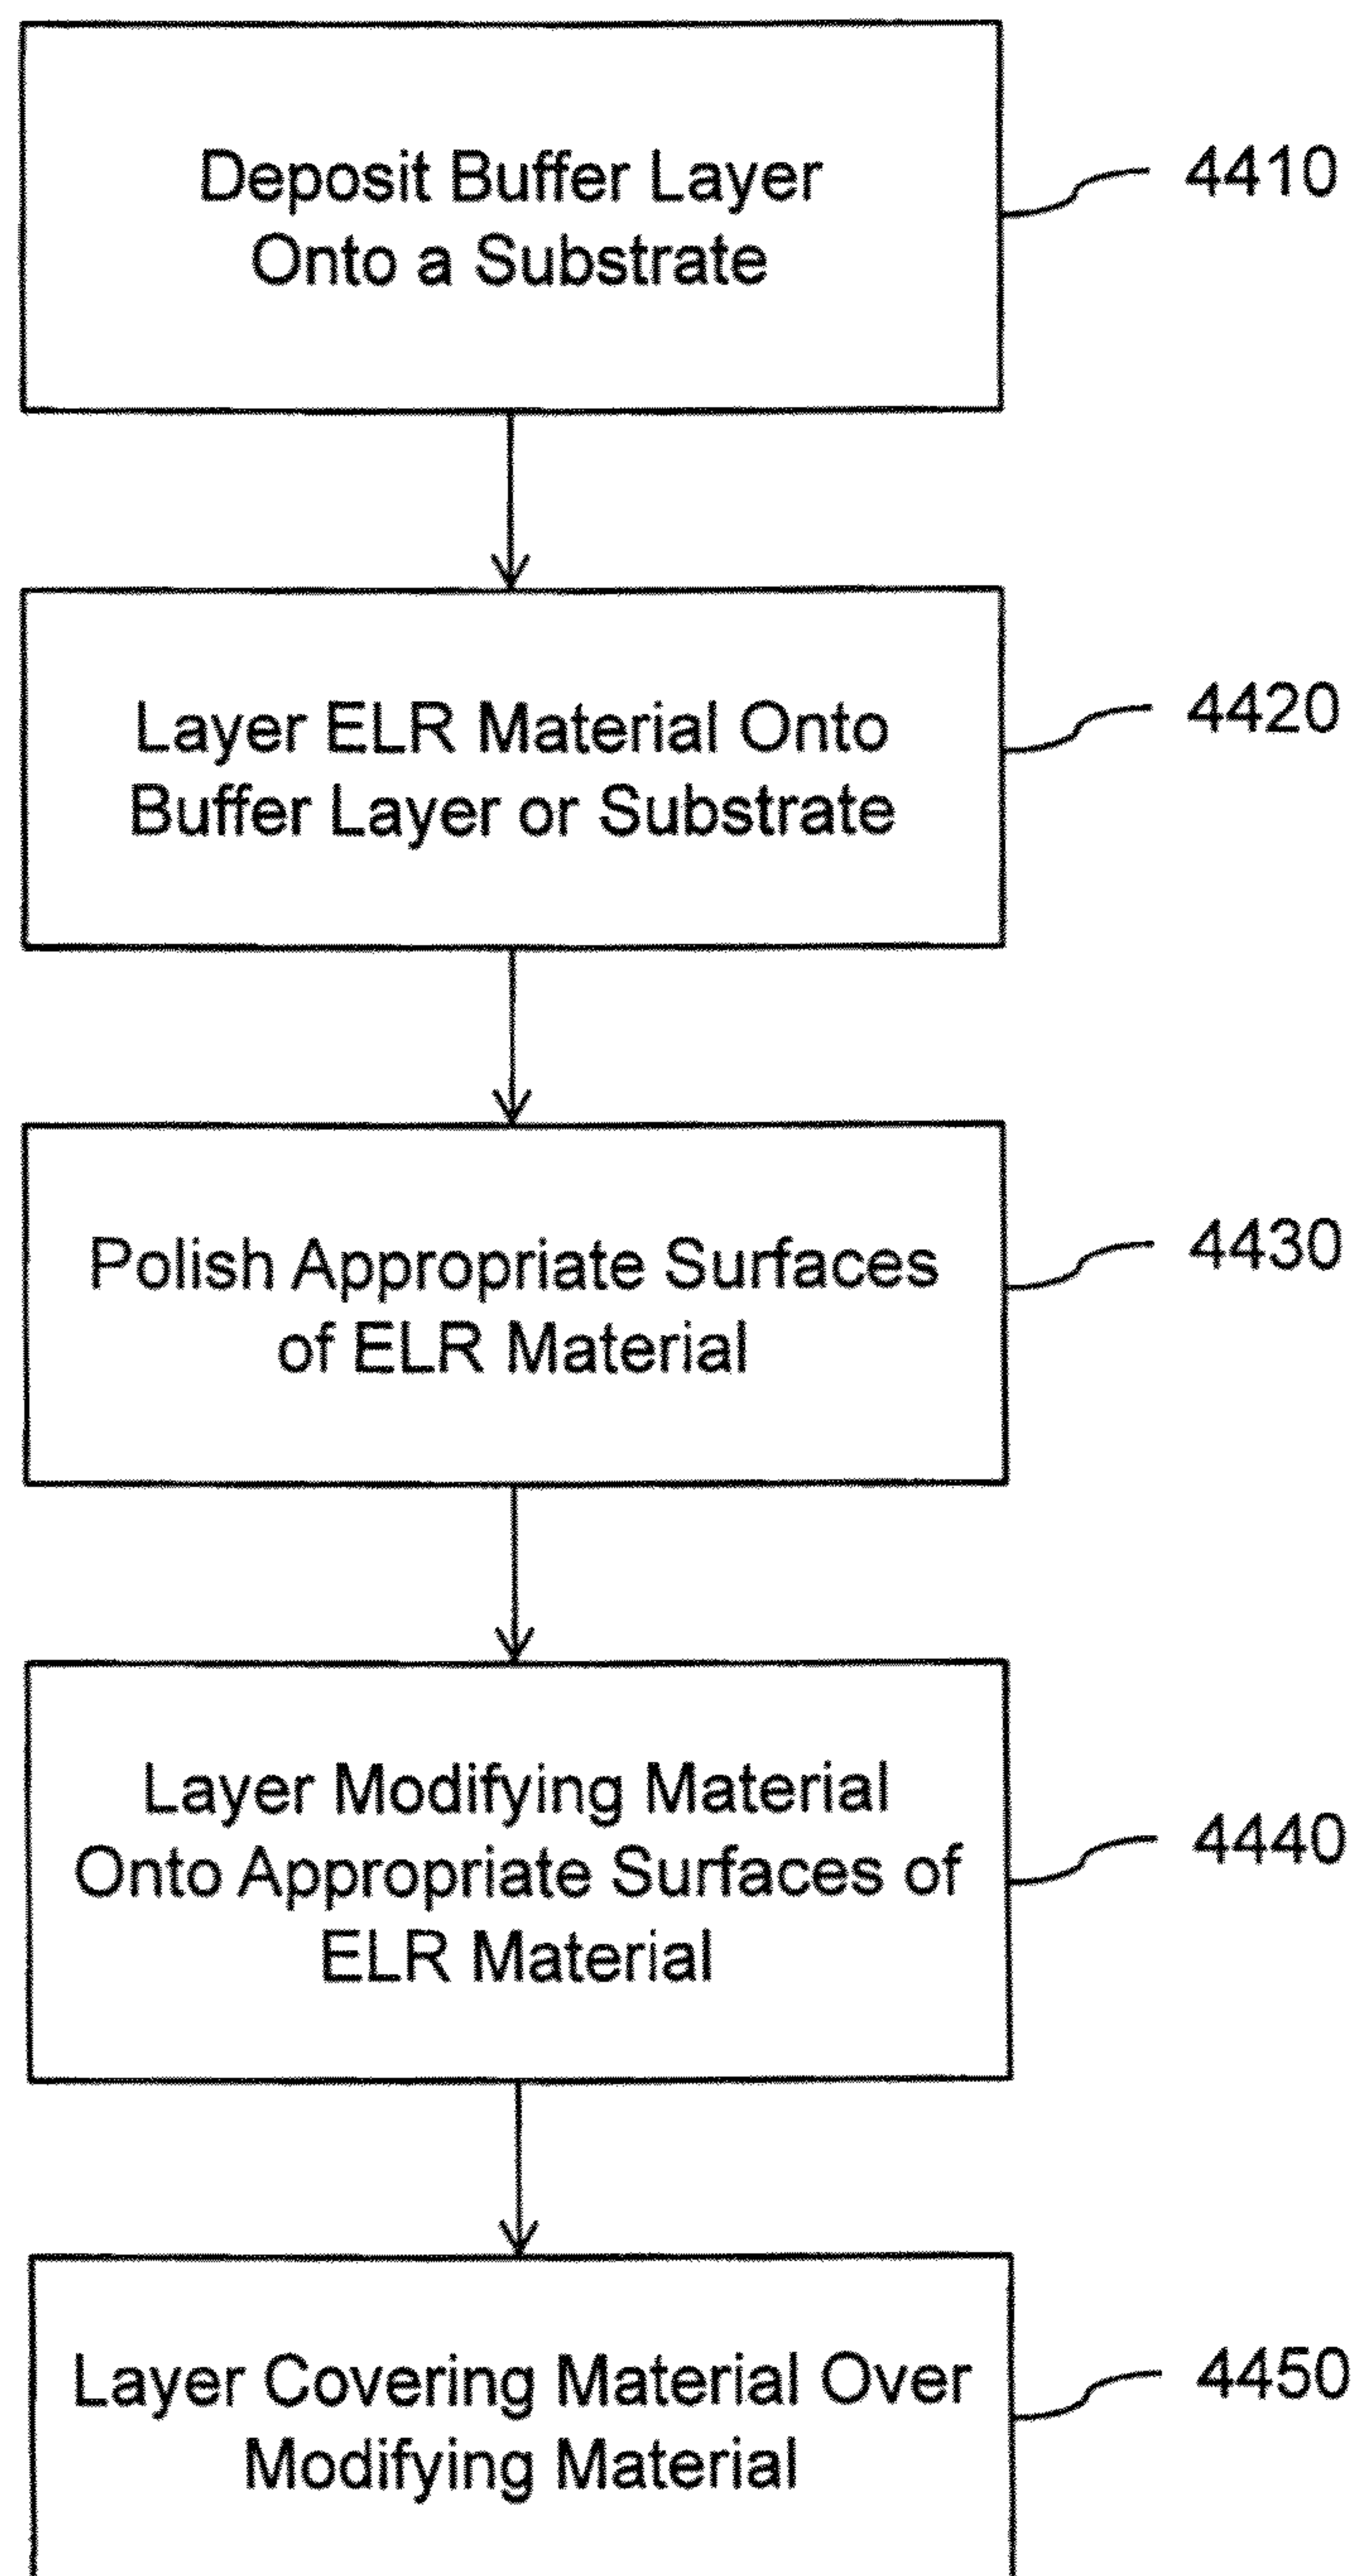 Deposit Buffer Layer
Onto a Substrate
4410
Layer ELR Material Onto
Buffer Layer or Substrate
4420
Polish Appropriate Surfaces
of ELR Material
4430
Layer Modifying Material
Onto Appropriate Surfaces of
ELR Material
4440
Layer Covering Material Over
Modifying Material
4450